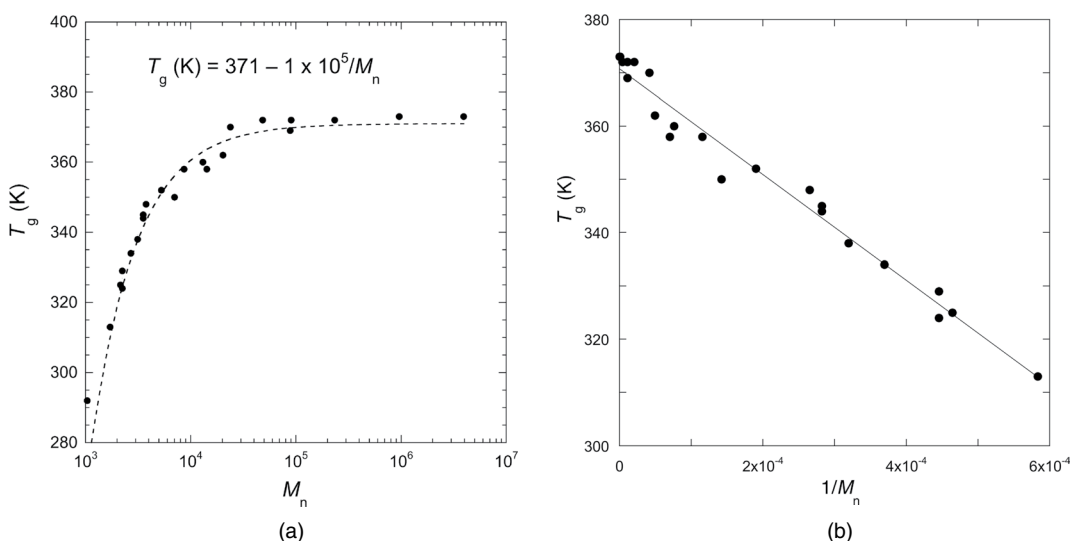 T_g (K) = 371 – 1 x 10^5/M_n
400
380
360
340
320
300
280
T_g (K)
10^3
10^4
10^5
10^6
10^7
M_n
(a)
380
360
340
320
300
T_g (K)
0
2x10^-4
4x10^-4
6x10^-4
1/M_n
(b)